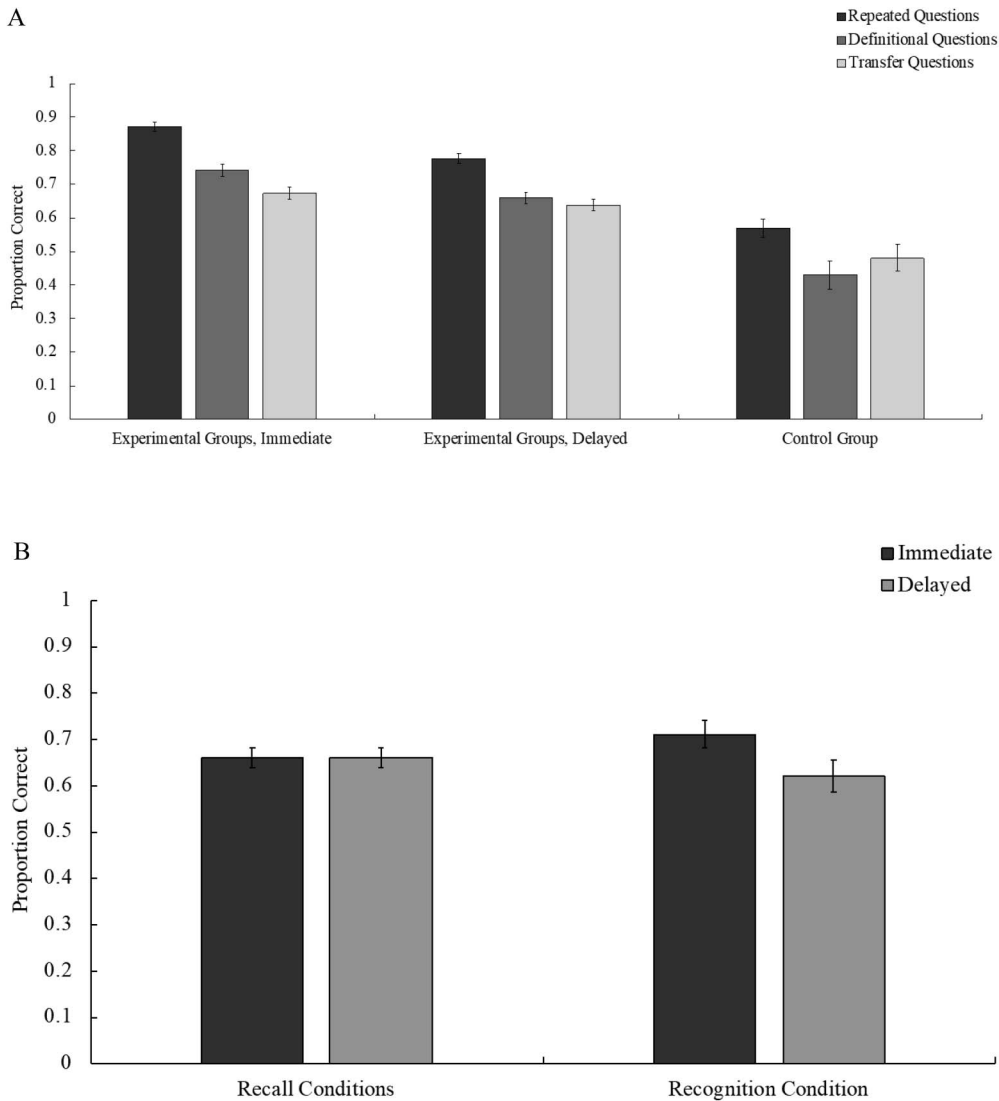 A
Repeated Questions
Definitional Questions
Transfer Questions
1
0.9
0.8
0.7
0.6
0.5
0.4
0.3
0.2
0.1
0
Proportion Correct
Experimental Groups, Immediate
Experimental Groups, Delayed
Control Group
B
Immediate
Delayed
1
0.9
0.8
0.7
0.6
0.5
0.4
0.3
0.2
0.1
0
Proportion Correct
Recall Conditions
Recognition Condition